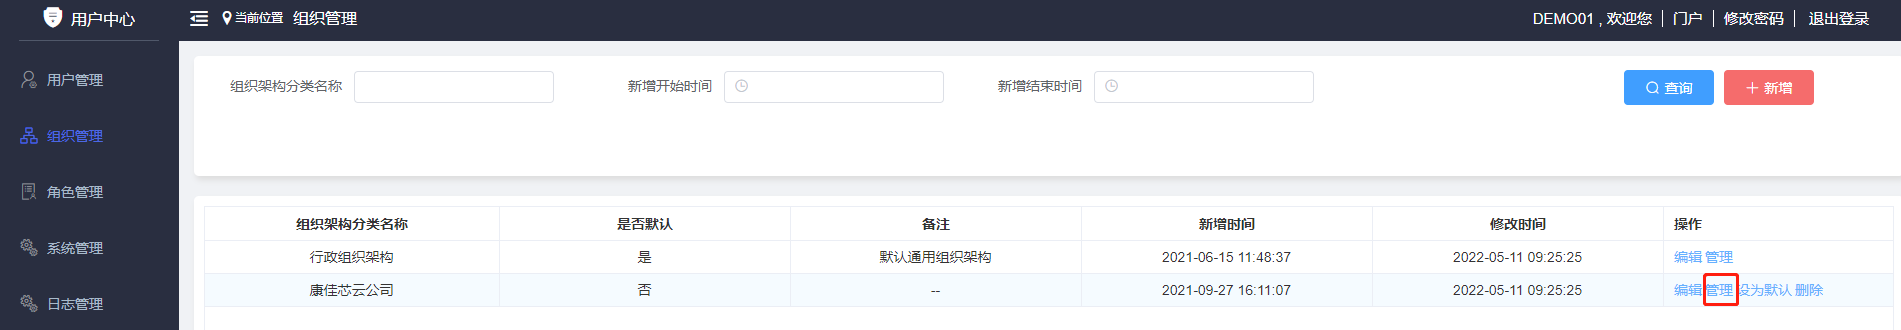 用户中心
当前位置 组织管理
DEMO01 , 欢迎您 | 门户 | 修改密码 | 退出登录
用户管理
组织管理
角色管理
系统管理
日志管理
组织架构分类名称 新增开始时间 新增结束时间 查询 新增
组织架构分类名称 是否默认 备注 新增时间 修改时间 操作
行政组织架构 是 默认通用组织架构 2021-06-15 11:48:37 2022-05-11 09:25:25 编辑 管理
康佳芯云公司 否 -- 2021-09-27 16:11:07 2022-05-11 09:25:25 编辑 管理 设为默认 删除